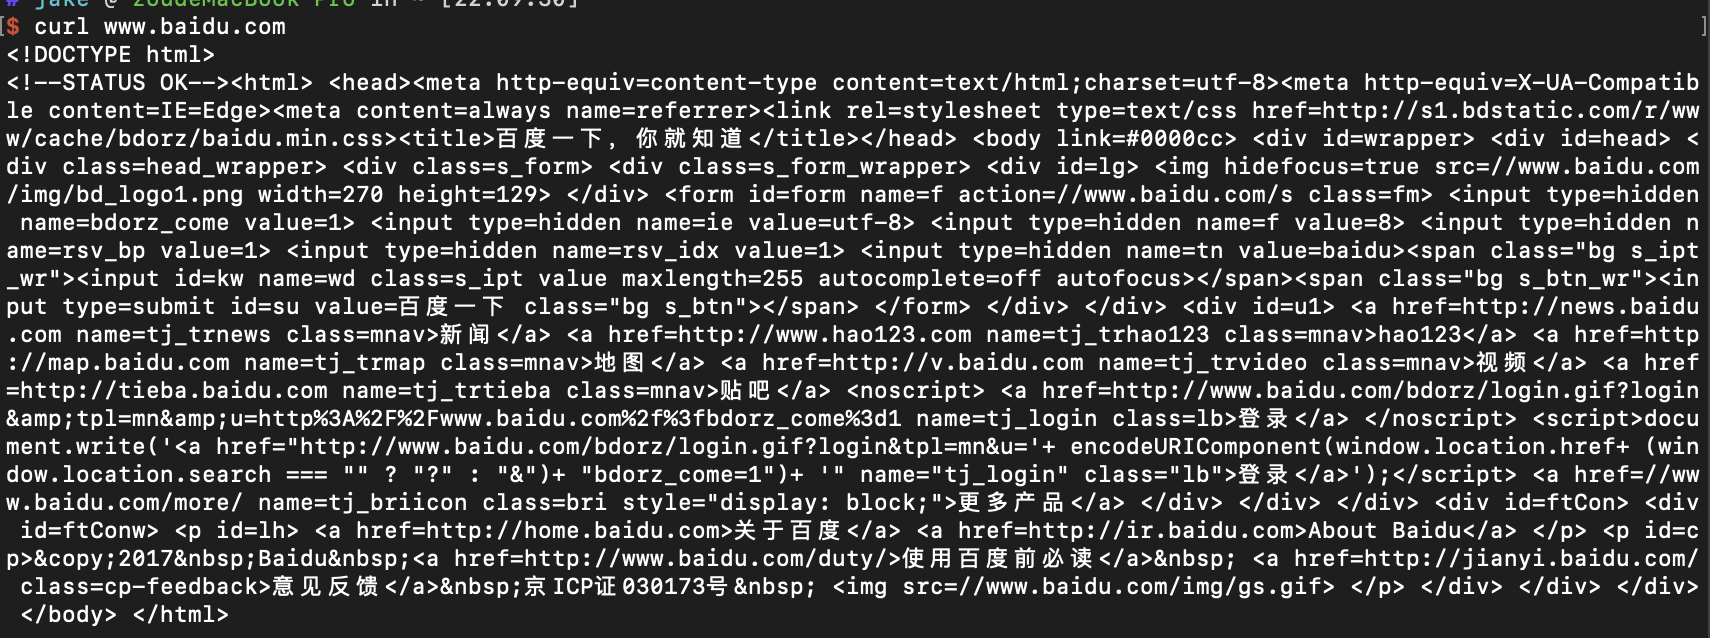 # jake @ zoudeMacBook-Pro in ~ [22:09:30]
$ curl www.baidu.com
<!DOCTYPE html>
<!--STATUS OK--><html> <head><meta http-equiv=content-type content=text/html;charset=utf-8><meta http-equiv=X-UA-Compatib
le content=IE=Edge><meta content=always name=referrer><link rel=stylesheet type=text/css href=http://s1.bdstatic.com/r/ww
w/cache/bdorz/baidu.min.css><title>百度一下，你就知道</title></head> <body link=#0000cc> <div id=wrapper> <div id=head> <
div class=head_wrapper> <div class=s_form> <div class=s_form_wrapper> <div id=lg> <img hidefocus=true src=//www.baidu.com
/img/bd_logo1.png width=270 height=129> </div> <form id=form name=f action=//www.baidu.com/s class=fm> <input type=hidden
 name=bdorz_come value=1> <input type=hidden name=ie value=utf-8> <input type=hidden name=f value=8> <input type=hidden n
ame=rsv_bp value=1> <input type=hidden name=rsv_idx value=1> <input type=hidden name=tn value=baidu><span class="bg s_ipt
_wr"><input id=kw name=wd class=s_ipt value maxlength=255 autocomplete=off autofocus></span><span class="bg s_btn_wr"><in
put type=submit id=su value=百度一下 class="bg s_btn"></span> </form> </div> </div> <div id=u1> <a href=http://news.baidu
.com name=tj_trnews class=mnav>新闻</a> <a href=http://www.hao123.com name=tj_trhao123 class=mnav>hao123</a> <a href=http
://map.baidu.com name=tj_trmap class=mnav>地图</a> <a href=http://v.baidu.com name=tj_trvideo class=mnav>视频</a> <a href
=http://tieba.baidu.com name=tj_trtieba class=mnav>贴吧</a> <noscript> <a href=http://www.baidu.com/bdorz/login.gif?login
&amp;tpl=mn&amp;u=http%3A%2F%2Fwww.baidu.com%2f%3fbdorz_come%3d1 name=tj_login class=lb>登录</a> </noscript> <script>docu
ment.write('<a href="http://www.baidu.com/bdorz/login.gif?login&tpl=mn&u='+ encodeURIComponent(window.location.href+ (win
dow.location.search === "" ? "?" : "&")+ "bdorz_come=1")+ '" name="tj_login" class="lb">登录</a>');</script> <a href=//ww
w.baidu.com/more/ name=tj_briicon class=bri style="display: block;">更多产品</a> </div> </div> </div> <div id=ftCon> <div
 id=ftConw> <p id=lh> <a href=http://home.baidu.com>关于百度</a> <a href=http://ir.baidu.com>About Baidu</a> </p> <p id=c
p>&copy;2017&nbsp;Baidu&nbsp;<a href=http://www.baidu.com/duty/>使用百度前必读</a>&nbsp; <a href=http://jianyi.baidu.com/
 class=cp-feedback>意见反馈</a>&nbsp;京ICP证030173号&nbsp; <img src=//www.baidu.com/img/gs.gif> </p> </div> </div> </div>
 </body> </html>